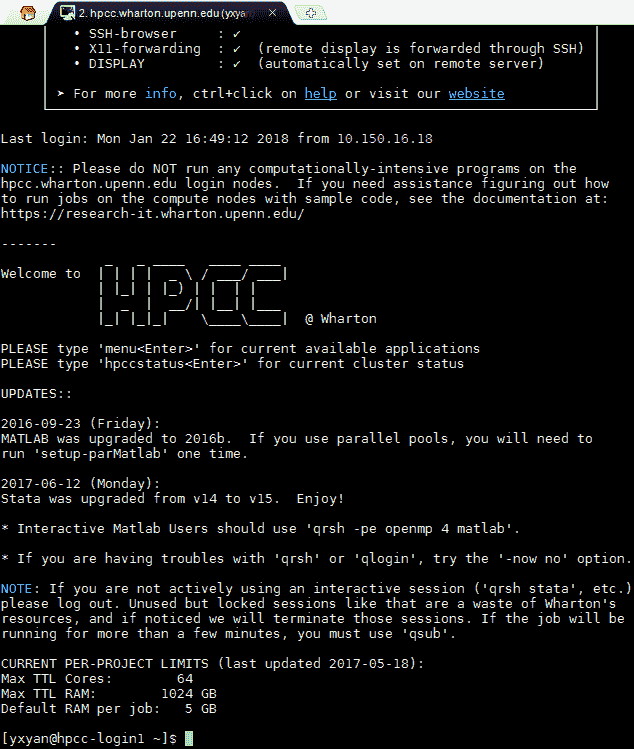 2. hpcc.wharton.upenn.edu (yxyan
• SSH-browser : ✓
• X11-forwarding : ✓ (remote display is forwarded through SSH)
• DISPLAY : ✓ (automatically set on remote server)
➤ For more info, ctrl+click on help or visit our website
Last login: Mon Jan 22 16:49:12 2018 from 10.150.16.18
NOTICE:: Please do NOT run any computationally-intensive programs on the
hpcc.wharton.upenn.edu login nodes. If you need assistance figuring out how
to run jobs on the compute nodes with sample code, see the documentation at:
https://research-it.wharton.upenn.edu/
-------
Welcome to HPCC @ Wharton
PLEASE type 'menu<Enter>' for current available applications
PLEASE type 'hpccstatus<Enter>' for current cluster status
UPDATES::
2016-09-23 (Friday):
MATLAB was upgraded to 2016b. If you use parallel pools, you will need to
run 'setup-parMatlab' one time.
2017-06-12 (Monday):
Stata was upgraded from v14 to v15. Enjoy!
* Interactive Matlab Users should use 'qrsh -pe openmp 4 matlab'.
* If you are having troubles with 'qrsh' or 'qlogin', try the '-now no' option.
NOTE: If you are not actively using an interactive session ('qrsh stata', etc.)
please log out. Unused but locked sessions like that are a waste of Wharton's
resources, and if noticed we will terminate those sessions. If the job will be
running for more than a few minutes, you must use 'qsub'.
CURRENT PER-PROJECT LIMITS (last updated 2017-05-18):
Max TTL Cores: 64
Max TTL RAM: 1024 GB
Default RAM per job: 5 GB
[yxyan@hpcc-login1 ~]$